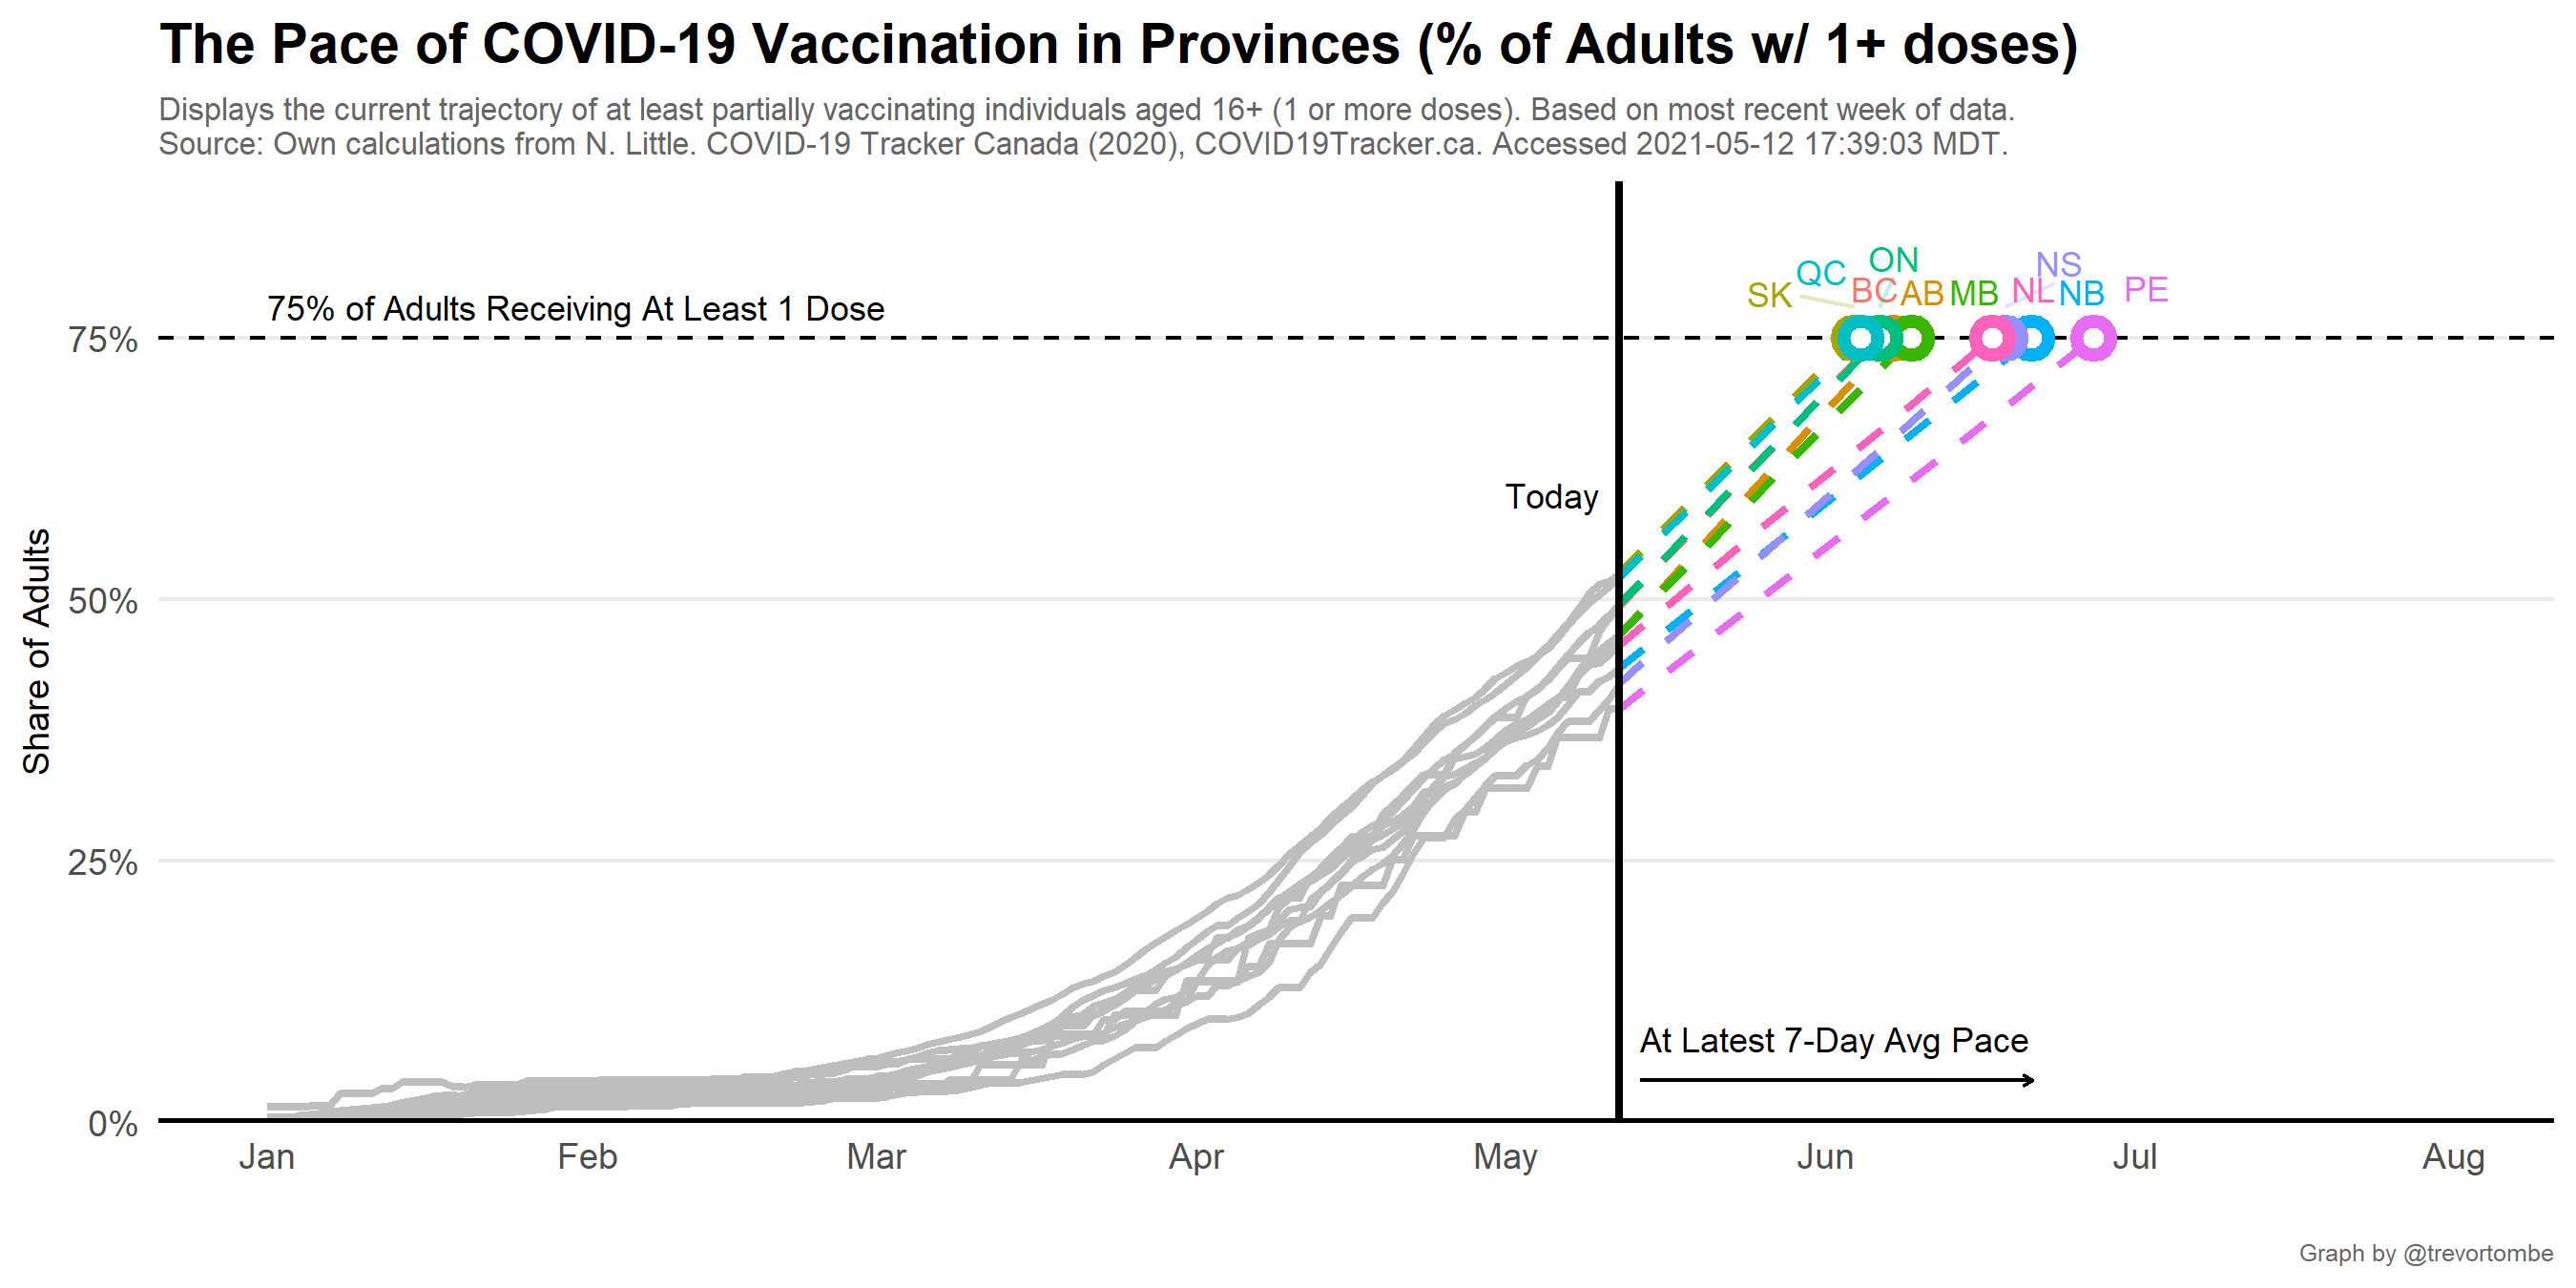 The Pace of COVID-19 Vaccination in Provinces (% of Adults w/ 1+ doses)
Displays the current trajectory of at least partially vaccinating individuals aged 16+ (1 or more doses). Based on most recent week of data.
Source: Own calculations from N. Little. COVID-19 Tracker Canada (2020), COVID19Tracker.ca. Accessed 2021-05-12 17:39:03 MDT.
ON
NS
QC
SK
BC
AB
MB
NL
NB
PE
75% of Adults Receiving At Least 1 Dose
75%
Today
50%
Share of Adults
25%
At Latest 7-Day Avg Pace
0%
Jan Feb Mar Apr May Jun Jul Aug
Graph by @trevortombe